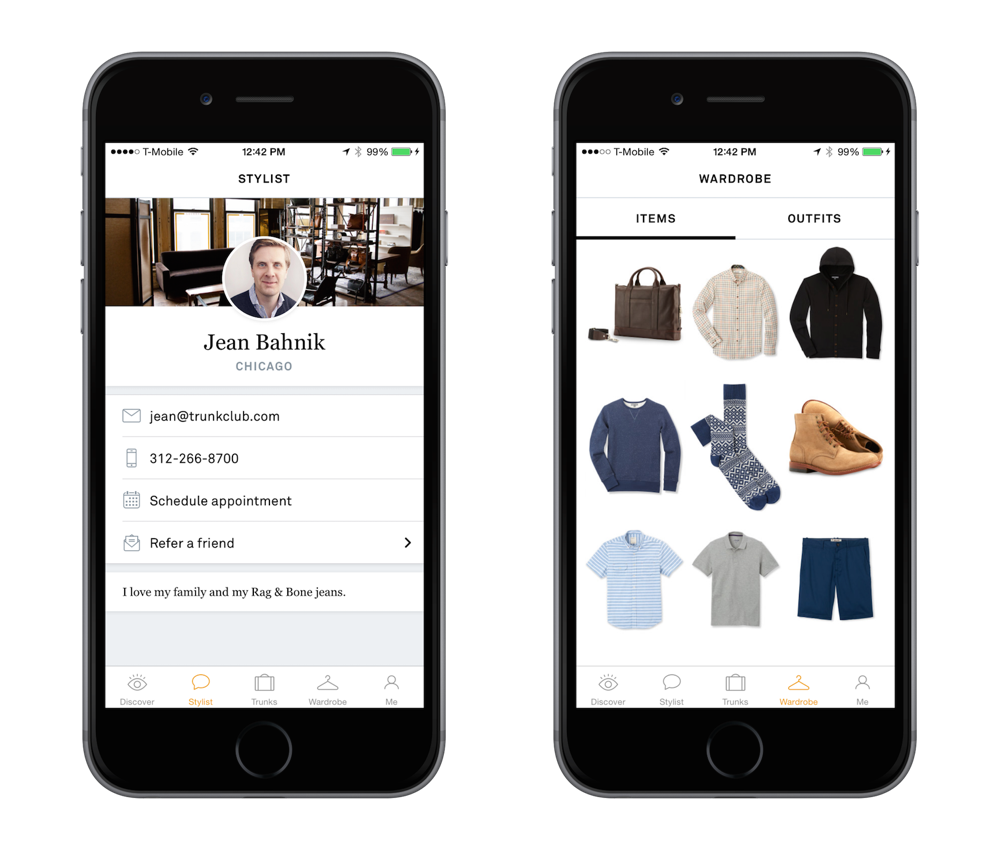 T-Mobile 12:42 PM 99%
STYLIST
Jean Bahnik
CHICAGO
jean@trunkclub.com
312-266-8700
Schedule appointment
Refer a friend
I love my family and my Rag & Bone jeans.
Discover Stylist Trunks Wardrobe Me
T-Mobile 12:42 PM 99%
WARDROBE
ITEMS OUTFITS
Discover Stylist Trunks Wardrobe Me